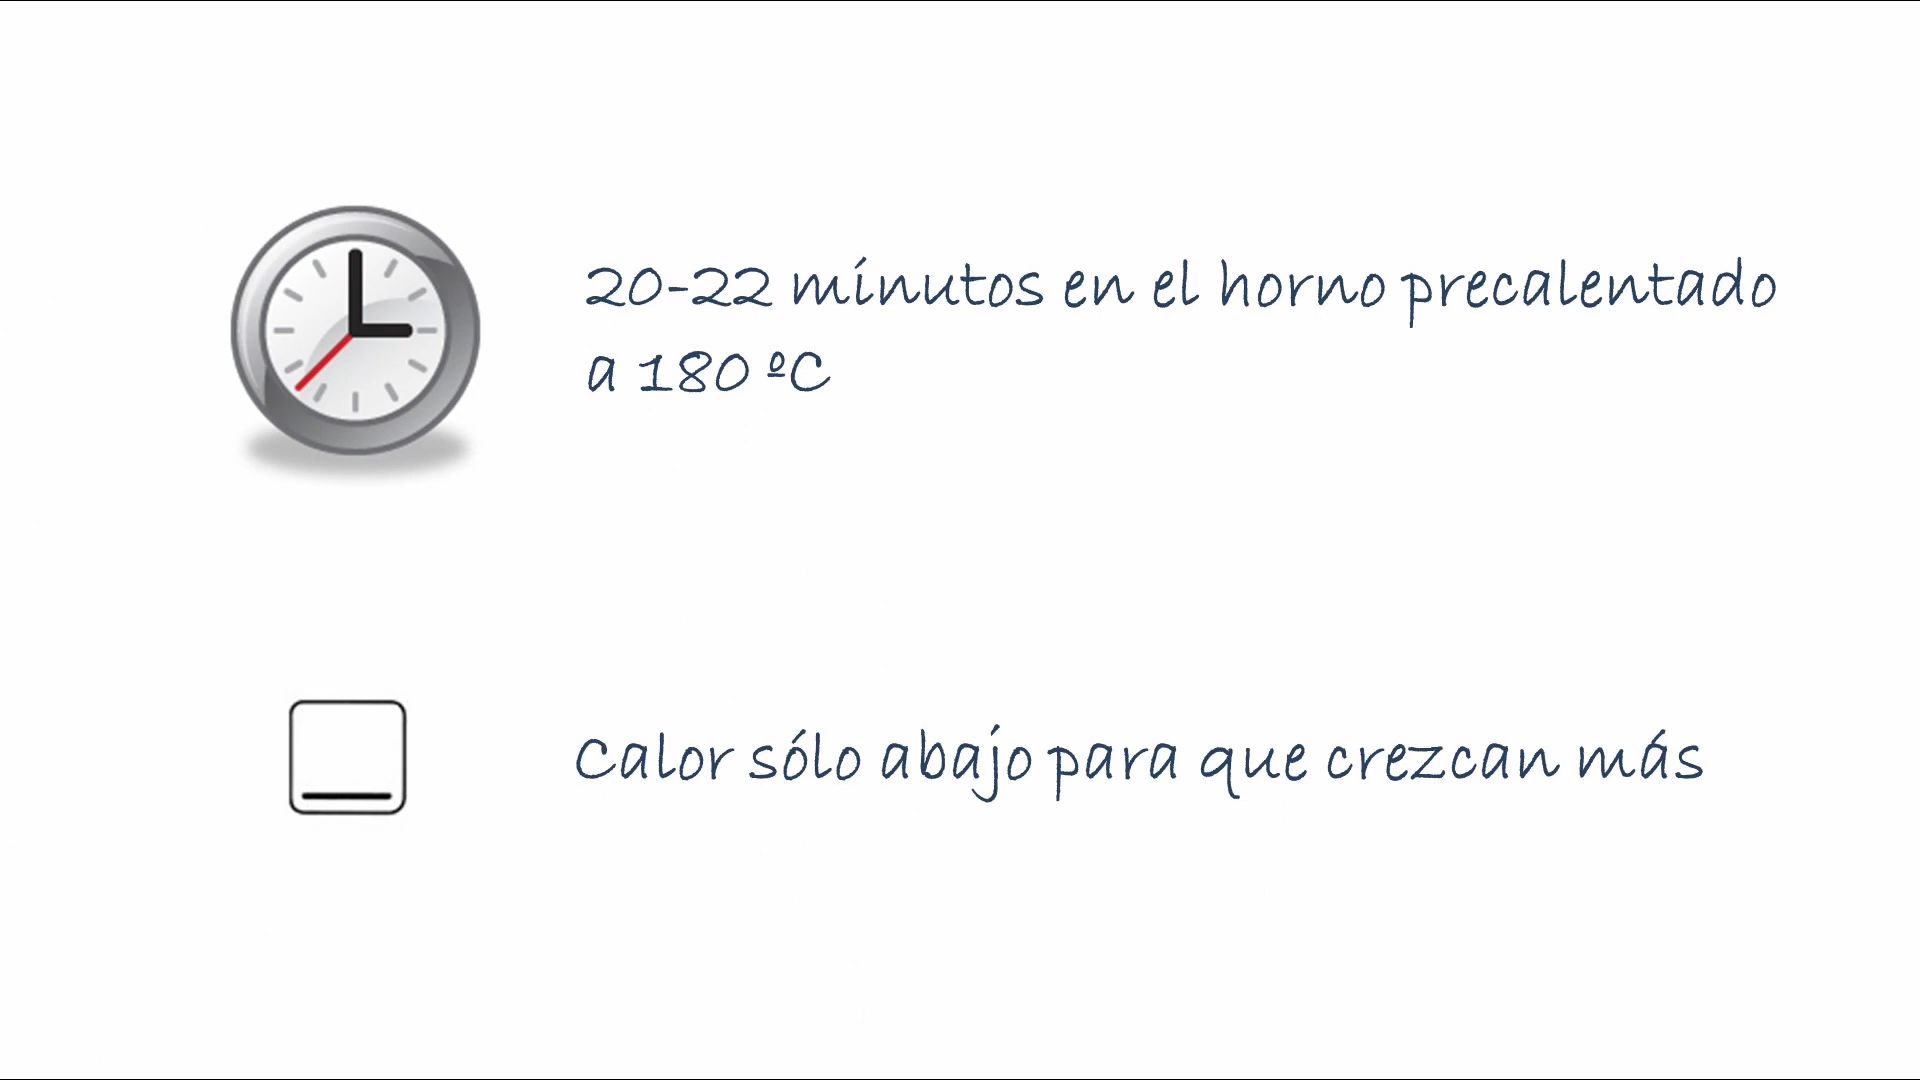 20-22 minutos en el horno precalentado
a 180 ºC
Calor sólo abajo para que crezcan más